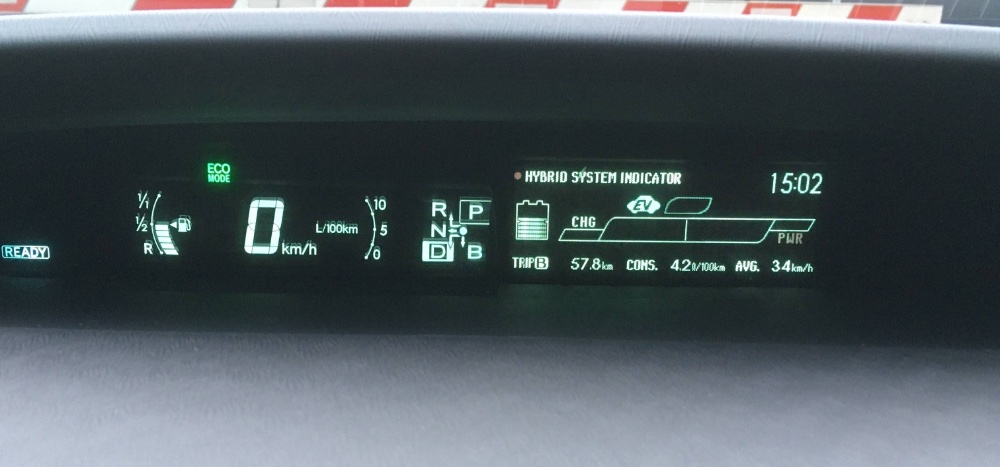 READY
ECO
MODE
1/1
1/2
R
0 km/h
L/100km
10
5
0
R
N
D
P
B
HYBRID SYSTEM INDICATOR
15:02
EV
CHG
PWR
TRIP B 57.8km CONS. 4.2ℓ/100km AVG. 34km/h